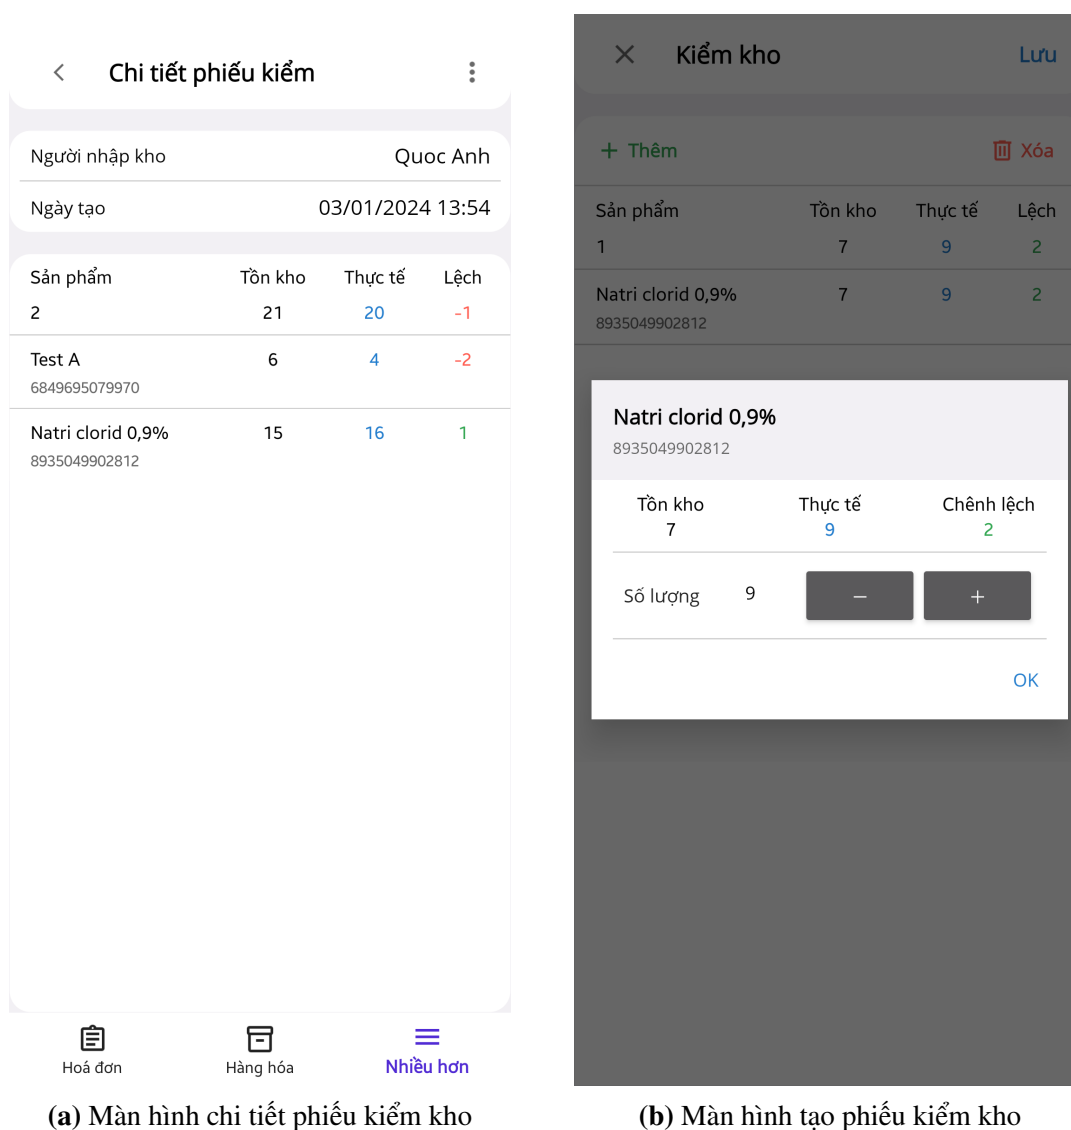 Chi tiết phiếu kiểm
Người nhập kho Quoc Anh
Ngày tạo 03/01/2024 13:54
Sản phẩm Tồn kho Thực tế Lệch
2 21 20 -1
Test A 6 4 -2
6849695079970
Natri clorid 0,9% 15 16 1
8935049902812
Hoá đơn Hàng hóa Nhiều hơn
(a) Màn hình chi tiết phiếu kiểm kho
Kiểm kho Lưu
+ Thêm Xóa
Sản phẩm Tồn kho Thực tế Lệch
1 7 9 2
Natri clorid 0,9% 7 9 2
8935049902812
Natri clorid 0,9%
8935049902812
Tồn kho Thực tế Chênh lệch
7 9 2
Số lượng 9 − +
OK
(b) Màn hình tạo phiếu kiểm kho